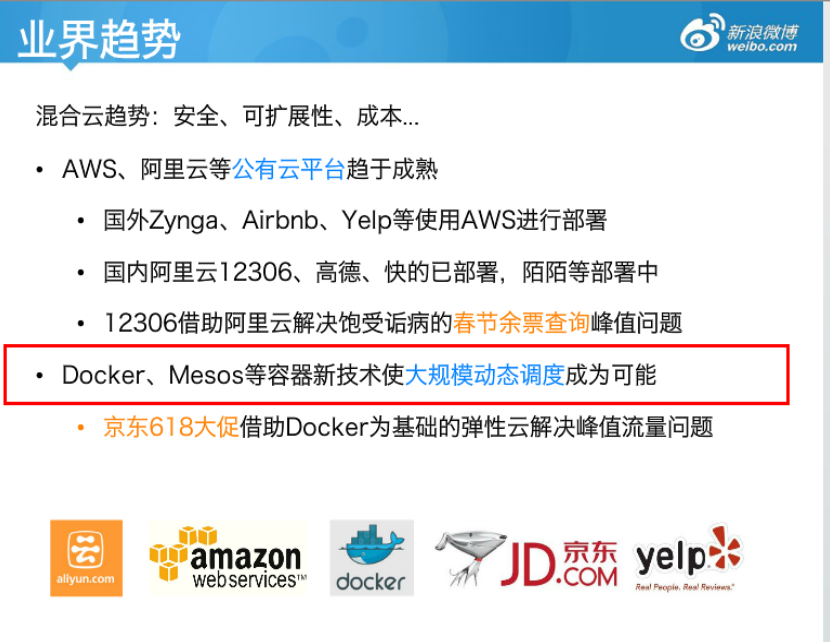 业界趋势
新浪微博
weibo.com
混合云趋势：安全、可扩展性、成本...
• AWS、阿里云等公有云平台趋于成熟
• 国外Zynga、Airbnb、Yelp等使用AWS进行部署
• 国内阿里云12306、高德、快的已部署，陌陌等部署中
• 12306借助阿里云解决饱受诟病的春节余票查询峰值问题
• Docker、Mesos等容器新技术使大规模动态调度成为可能
• 京东618大促借助Docker为基础的弹性云解决峰值流量问题
云
aliyun.com
amazon
webservices™
docker
JD.COM 京东
yelp
Real People. Real Reviews.®